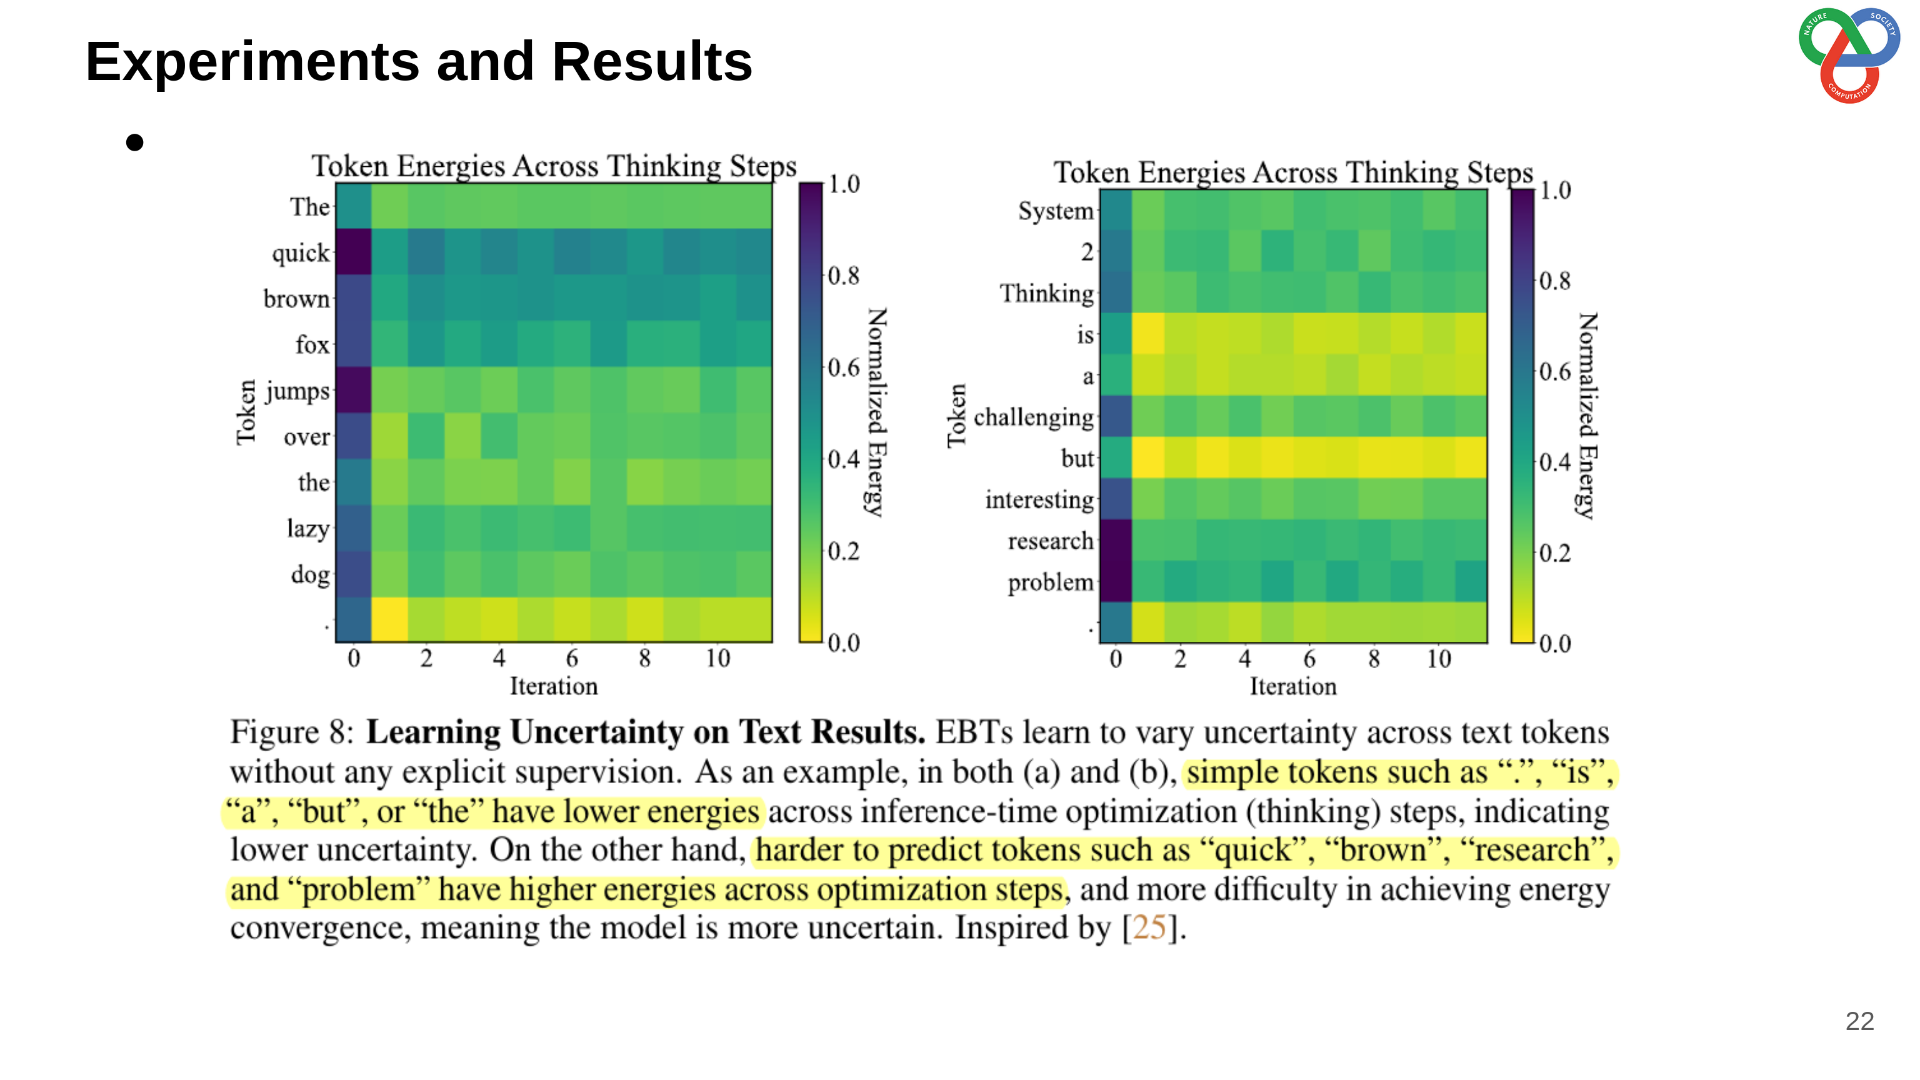 Experiments and Results
NATURE
SOCIETY
COMPUTATION
•
Token Energies Across Thinking Steps
The
quick
brown
fox
jumps
over
the
lazy
dog
.
Token
0 2 4 6 8 10
Iteration
1.0
0.8
0.6
0.4
0.2
0.0
Normalized Energy
Token Energies Across Thinking Steps
System
2
Thinking
is
a
challenging
but
interesting
research
problem
.
Token
0 2 4 6 8 10
Iteration
1.0
0.8
0.6
0.4
0.2
0.0
Normalized Energy
Figure 8: Learning Uncertainty on Text Results. EBTs learn to vary uncertainty across text tokens
without any explicit supervision. As an example, in both (a) and (b), simple tokens such as “.”, “is”,
“a”, “but”, or “the” have lower energies across inference-time optimization (thinking) steps, indicating
lower uncertainty. On the other hand, harder to predict tokens such as “quick”, “brown”, “research”,
and “problem” have higher energies across optimization steps, and more difficulty in achieving energy
convergence, meaning the model is more uncertain. Inspired by [25].
22